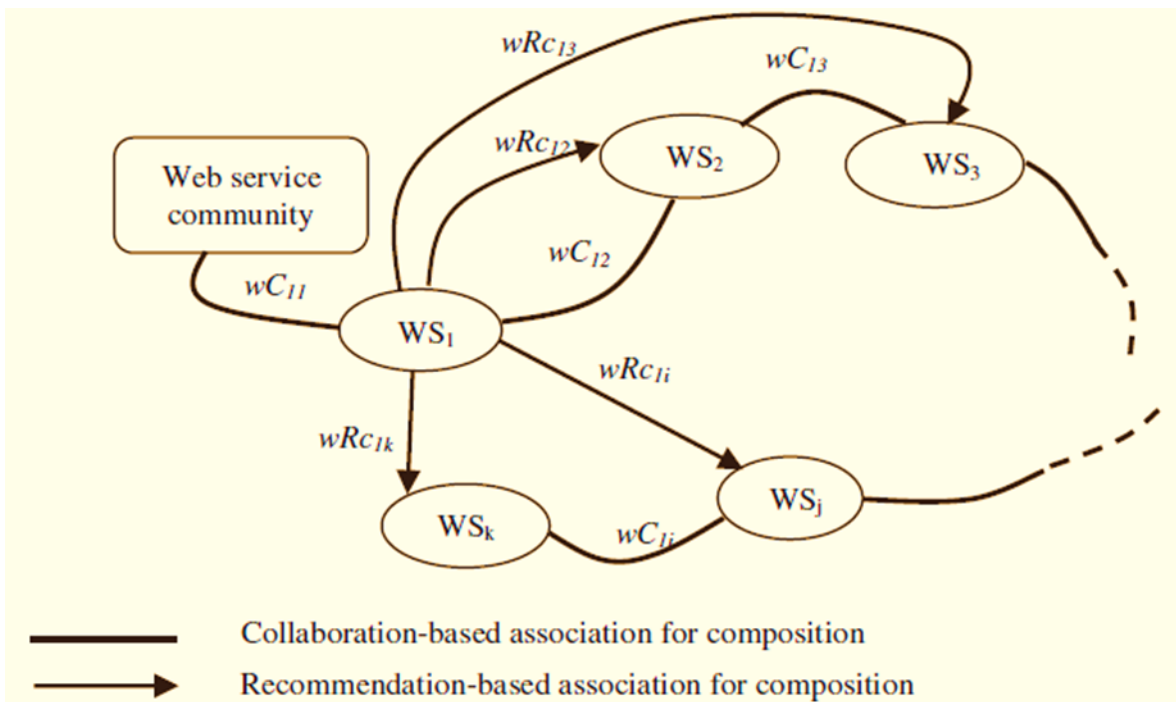 wRc13
wC13
wRc12
WS2
WS3
Web service
community
wC12
wC11
WS1
wRc1i
wRc1k
WSj
WSk
wC1i
Collaboration-based association for composition
Recommendation-based association for composition